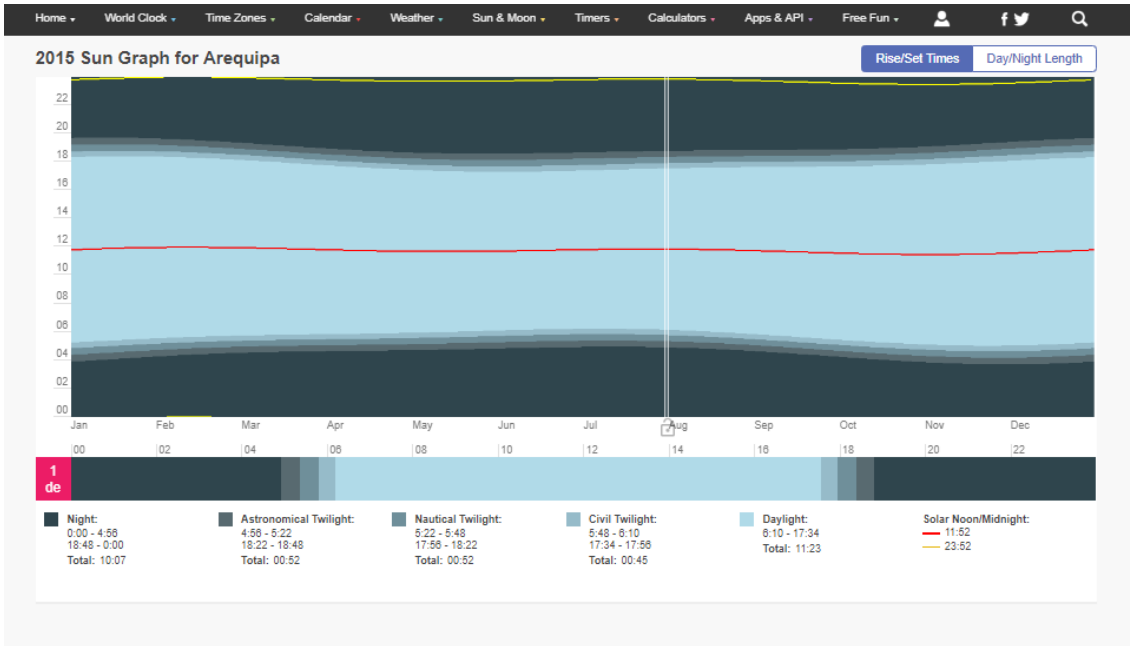 Home World Clock Time Zones Calendar Weather Sun & Moon Timers Calculators Apps & API Free Fun
2015 Sun Graph for Arequipa
Rise/Set Times Day/Night Length
22
20
18
16
14
12
10
08
06
04
02
00
Jan Feb Mar Apr May Jun Jul Aug Sep Oct Nov Dec
00 02 04 06 08 10 12 14 16 18 20 22
1
de
Night:
0:00 - 4:56
18:48 - 0:00
Total: 10:07
Astronomical Twilight:
4:56 - 5:22
18:22 - 18:48
Total: 00:52
Nautical Twilight:
5:22 - 5:48
17:56 - 18:22
Total: 00:52
Civil Twilight:
5:48 - 6:10
17:34 - 17:56
Total: 00:45
Daylight:
6:10 - 17:34
Total: 11:23
Solar Noon/Midnight:
11:52
23:52